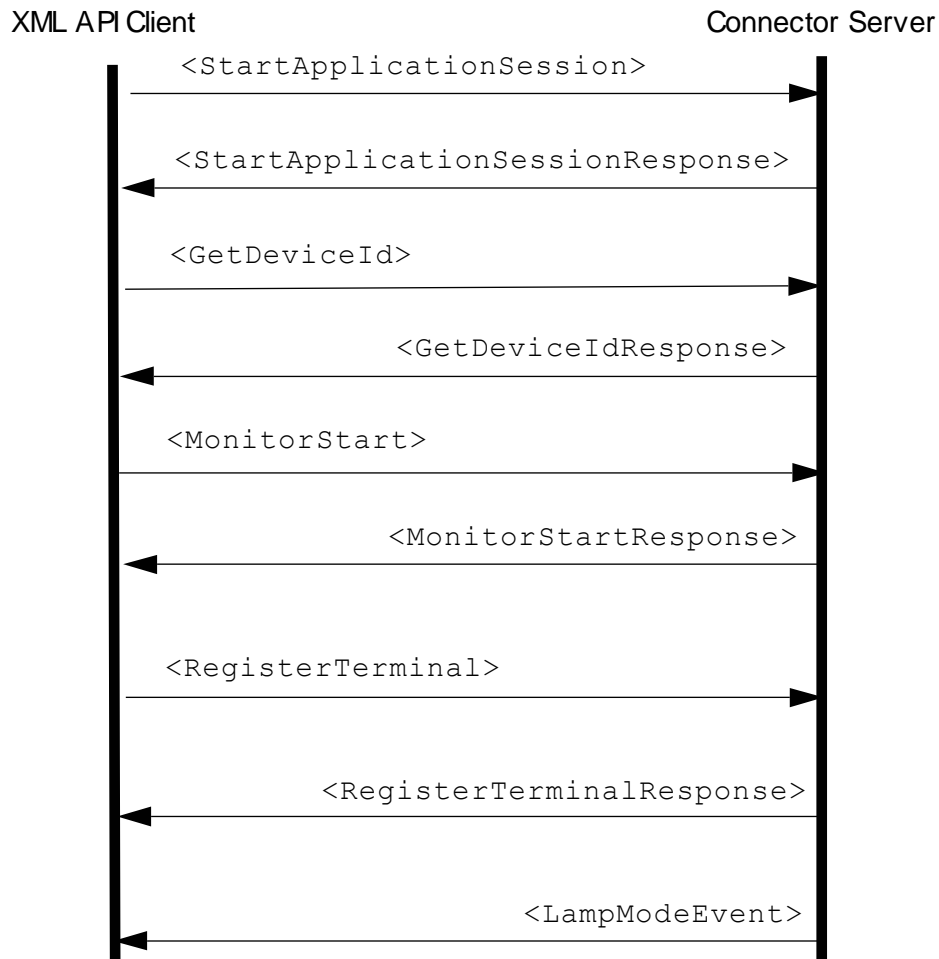 XML API Client
Connector Server
<StartApplicationSession>
<StartApplicationSessionResponse>
<GetDeviceId>
<GetDeviceIdResponse>
<MonitorStart>
<MonitorStartResponse>
<RegisterTerminal>
<RegisterTerminalResponse>
<LampModeEvent>